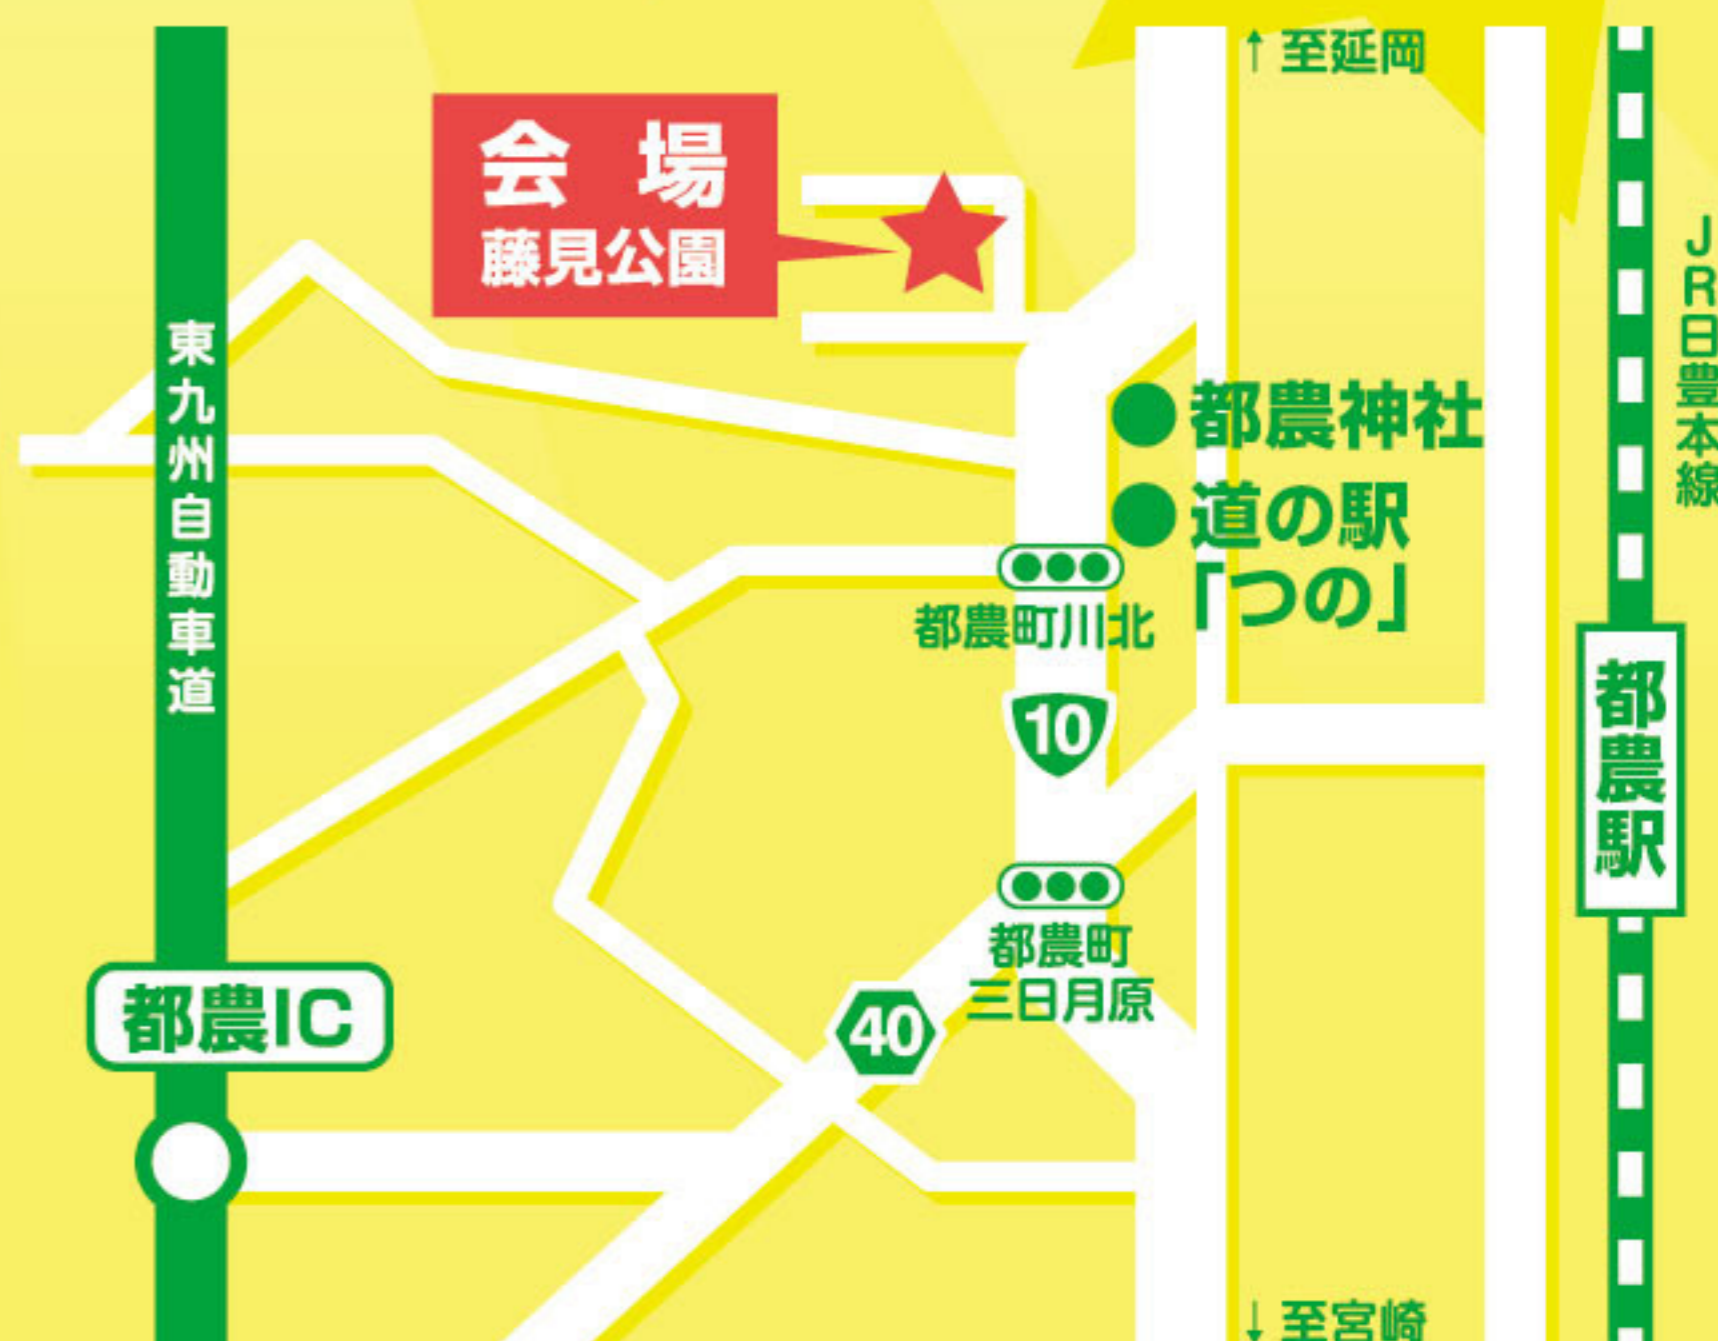 ↑ 至延岡
会 場
藤見公園
東九州自動車道
JR日豊本線
都農神社
道の駅
「つの」
都農町川北
10
都農駅
都農町
三日月原
40
都農IC
↓ 至宮崎